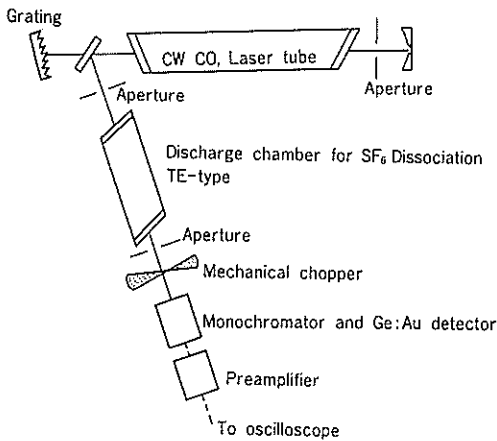 Grating
CW CO, Laser tube
Aperture
Aperture
Discharge chamber for SF₆ Dissociation
TE-type
Aperture
Mechanical chopper
Monochromator and Ge:Au detector
Preamplifier
To oscilloscope